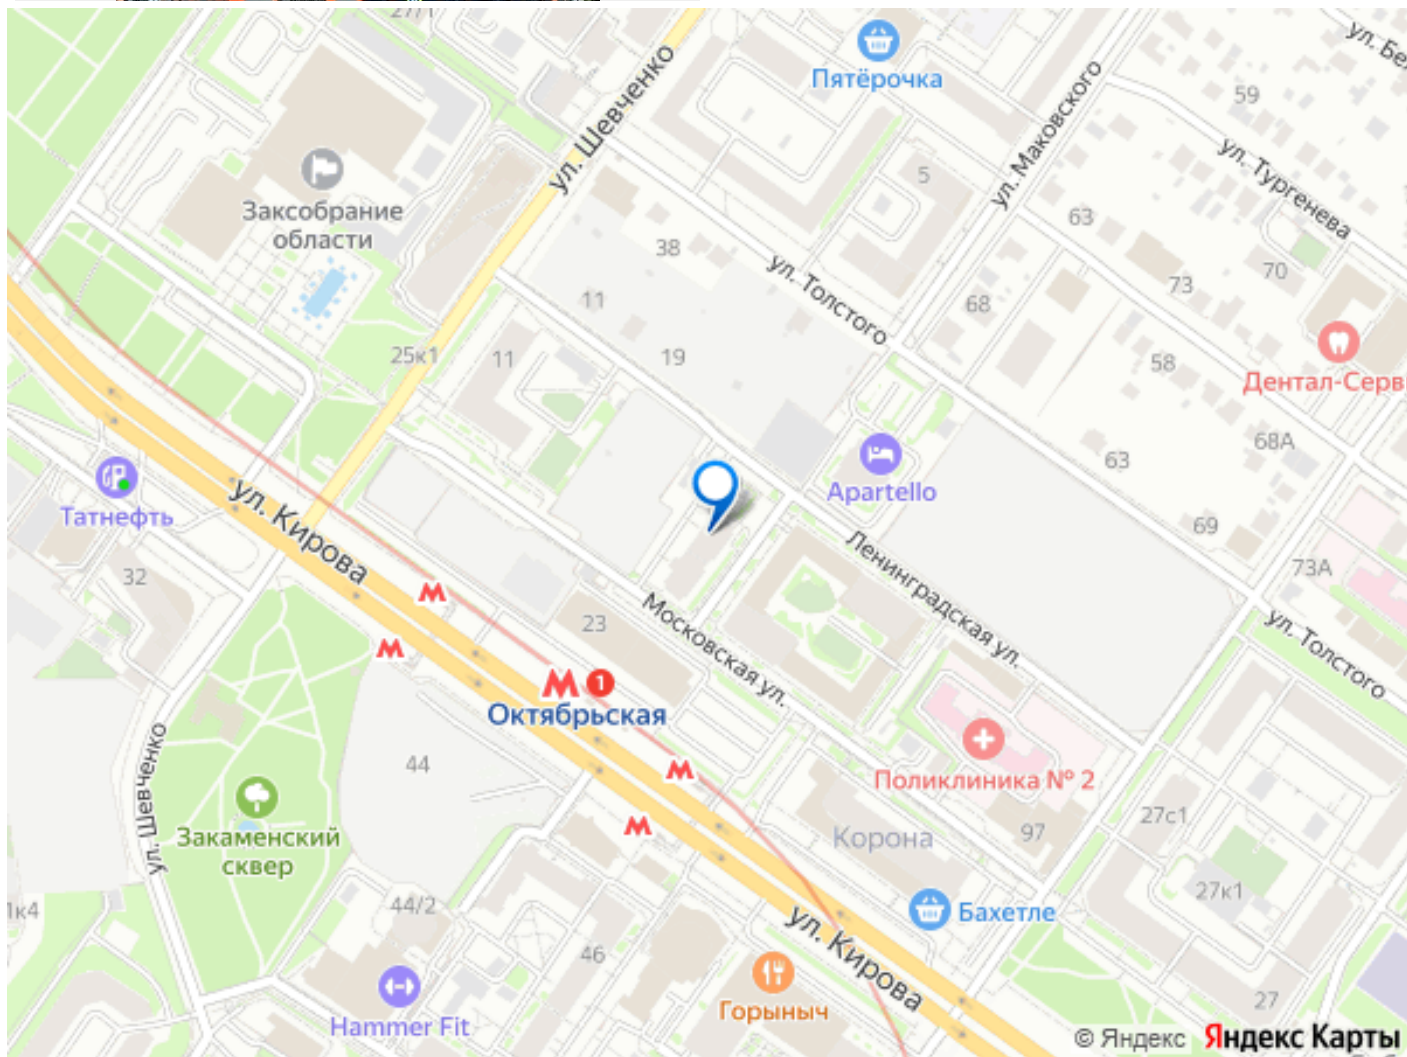 27/1
ул. Шевченко
Пятёрочка
ул. Бе
59
ул. Маковского
ул. Тургенева
5
63
Заксобрание
области
38
70
73
ул. Толстого
68
11
25к1
11
19
58
Дентал-Серв
68А
63
Apartello
Татнефть
ул. Кирова
69
Ленинградская ул.
73А
32
23
Московская ул.
ул. Толстого
М 1
Октябрьская
ул. Шевченко
44
Поликлиника № 2
Закаменский
сквер
Корона
97
27с1
1к4
44/2
27к1
Бахетле
46
ул. Кирова
Горыныч
27
Hammer Fit
© Яндекс Яндекс Карты